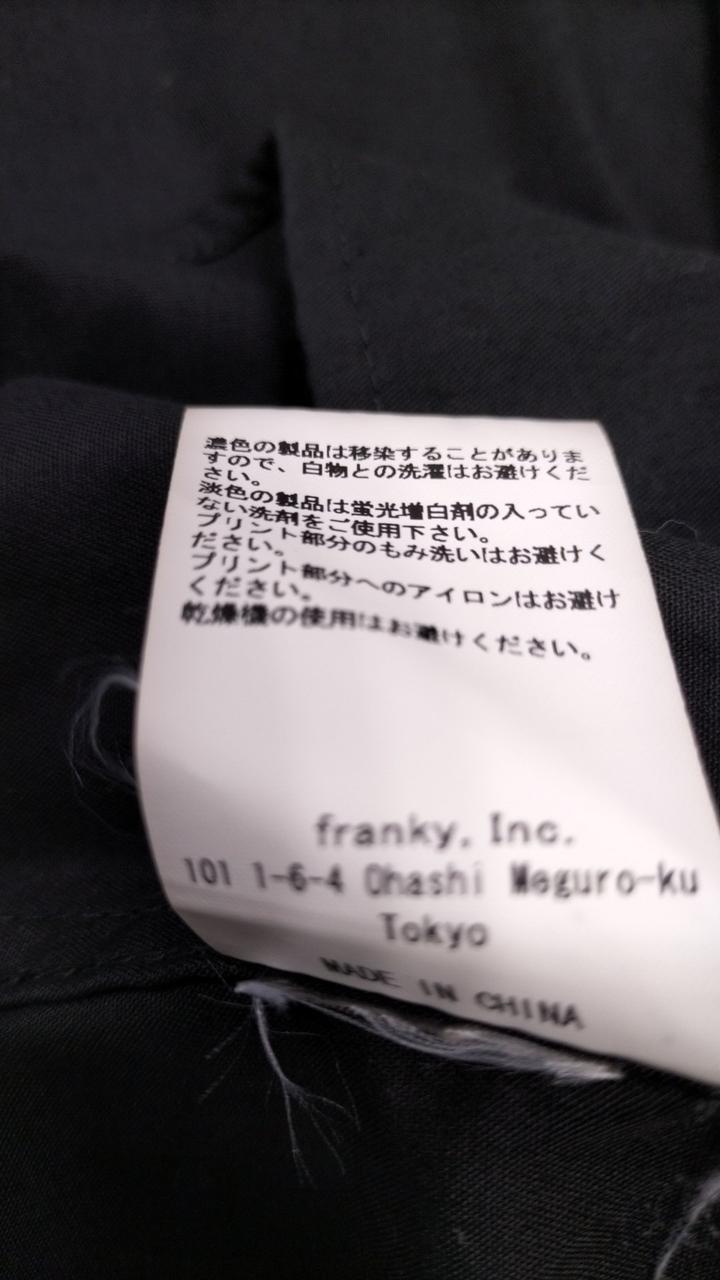 濃色の製品は移染することがありま
すので、白物との洗濯はお避けくだ
さい。
淡色の製品は蛍光増白剤の入ってい
ない洗剤をご使用下さい。
プリント部分のもみ洗いはお避けく
ださい。
プリント部分へのアイロンはお避け
ください。
乾燥機の使用はお避けください。
franky, Inc.
101 1-6-4 Ohashi Meguro-ku
Tokyo
MADE IN CHINA